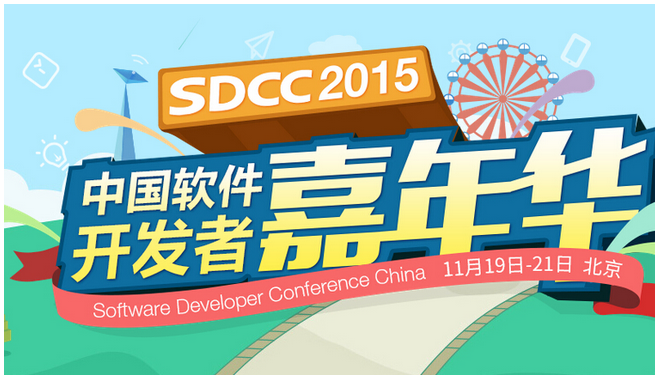 SDCC 2015
中国软件
开发者
嘉年华
Software Developer Conference China 11月19日-21日 北京